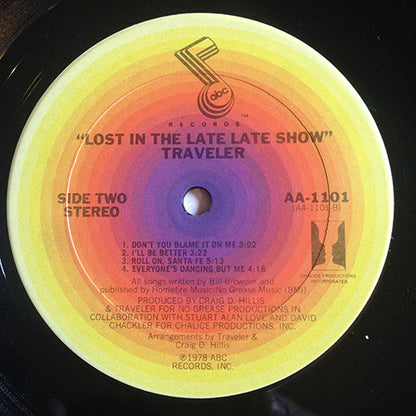 abc
RECORDS
TM
"LOST IN THE LATE LATE SHOW"
TRAVELER
SIDE TWO
STEREO
AA-1101
(AA-1101-B)
1. DON'T YOU BLAME IT ON ME 3:02
2. I'LL BE BETTER 3:22
3. ROLL ON, SANTA FE 5:13
4. EVERYONE'S DANCING BUT ME 4:18
CHALICE PRODUCTIONS
INCORPORATED
All songs written by Bill Browder and
published by Homefire Music/No Grease Music (BMI)
PRODUCED BY CRAIG D. HILLIS
& TRAVELER FOR NO GREASE PRODUCTIONS IN
COLLABORATION WITH STUART ALAN LOVE AND DAVID
CHACKLER FOR CHALICE PRODUCTIONS, INC.
Arrangements by Traveler &
Craig D. Hillis
℗1978 ABC
RECORDS, INC.